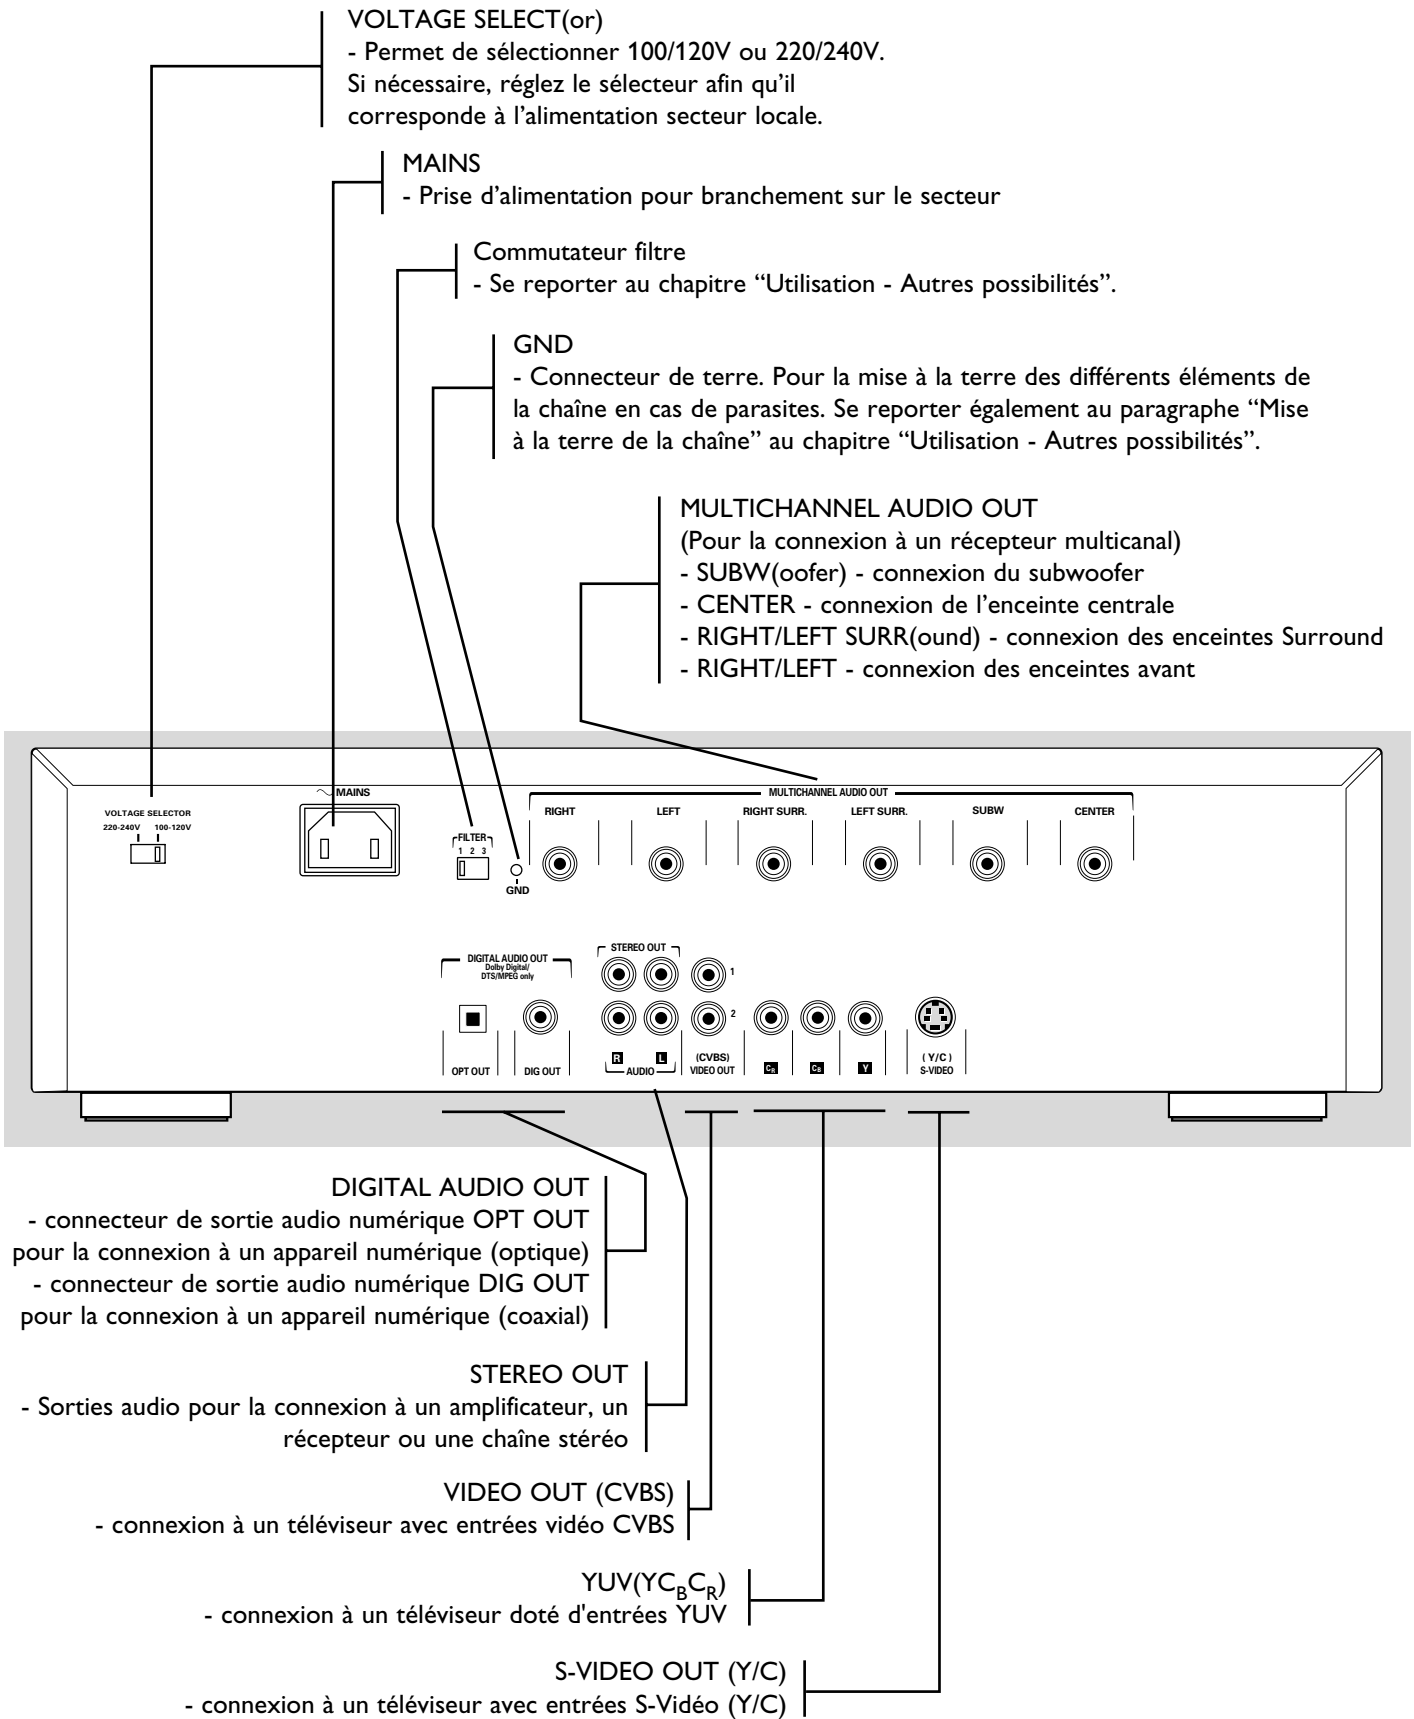 VOLTAGE SELECT(or)
- Permet de sélectionner 100/120V ou 220/240V.
Si nécessaire, réglez le sélecteur afin qu’il
corresponde à l’alimentation secteur locale.
MAINS
- Prise d’alimentation pour branchement sur le secteur
Commutateur filtre
- Se reporter au chapitre “Utilisation - Autres possibilités”.
GND
- Connecteur de terre. Pour la mise à la terre des différents éléments de
la chaîne en cas de parasites. Se reporter également au paragraphe “Mise
à la terre de la chaîne” au chapitre “Utilisation - Autres possibilités”.
MULTICHANNEL AUDIO OUT
(Pour la connexion à un récepteur multicanal)
- SUBW(oofer) - connexion du subwoofer
- CENTER - connexion de l’enceinte centrale
- RIGHT/LEFT SURR(ound) - connexion des enceintes Surround
- RIGHT/LEFT - connexion des enceintes avant
VOLTAGE SELECTOR
220-240V 100-120V
~ MAINS
FILTER
1 2 3
GND
MULTICHANNEL AUDIO OUT
RIGHT LEFT RIGHT SURR. LEFT SURR. SUBW CENTER
DIGITAL AUDIO OUT
Dolby Digital/
DTS/MPEG only
OPT OUT DIG OUT
STEREO OUT
1
2
R L
AUDIO
(CVBS)
VIDEO OUT
CR CB Y
( Y/C )
S-VIDEO
DIGITAL AUDIO OUT
- connecteur de sortie audio numérique OPT OUT
pour la connexion à un appareil numérique (optique)
- connecteur de sortie audio numérique DIG OUT
pour la connexion à un appareil numérique (coaxial)
STEREO OUT
- Sorties audio pour la connexion à un amplificateur, un
récepteur ou une chaîne stéréo
VIDEO OUT (CVBS)
- connexion à un téléviseur avec entrées vidéo CVBS
YUV(YCBCR)
- connexion à un téléviseur doté d'entrées YUV
S-VIDEO OUT (Y/C)
- connexion à un téléviseur avec entrées S-Vidéo (Y/C)